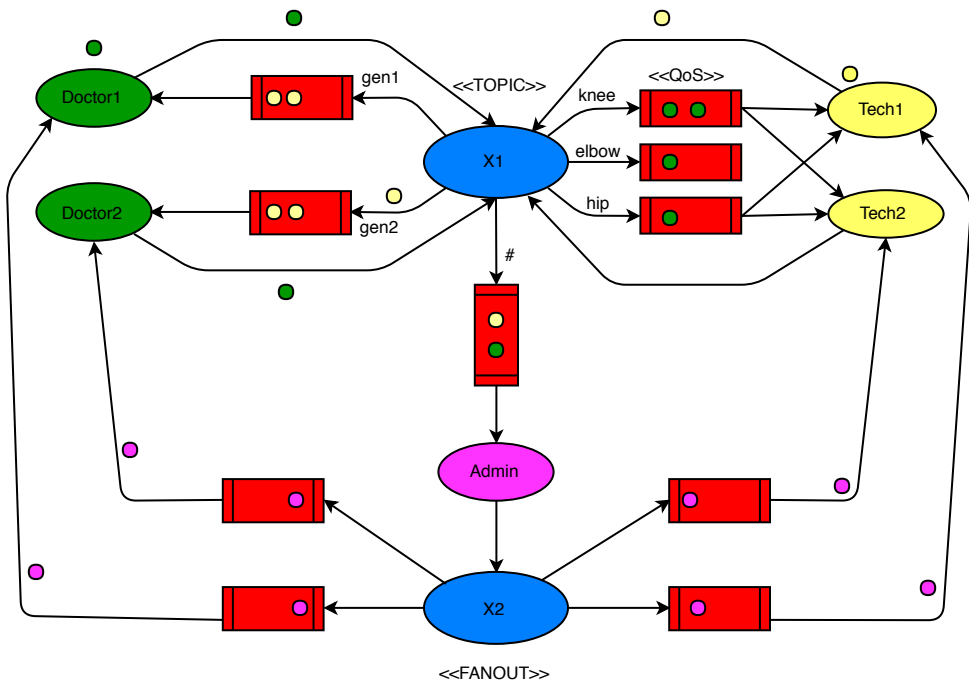 gen1
<<TOPIC>>
<<QoS>>
Doctor1
knee
Tech1
X1
elbow
Doctor2
hip
Tech2
gen2
#
Admin
X2
<<FANOUT>>